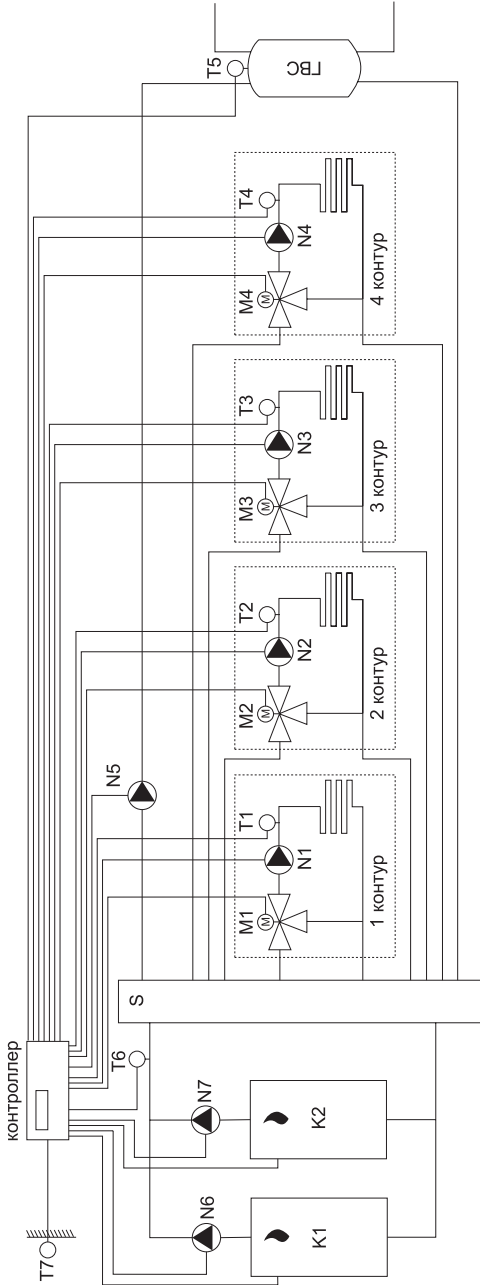 контроллер
T7
K1
N6
K2
N7
T6
S
N5
M1
M
N1
T1
1 контур
M2
M
N2
T2
2 контур
M3
M
N3
T3
3 контур
M4
M
N4
T4
4 контур
T5
ГВС